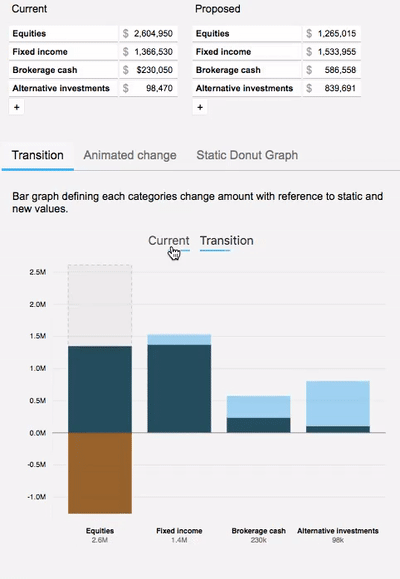 Current Proposed
Equities $ 2,604,950 Equities $ 1,265,015
Fixed income $ 1,366,530 Fixed income $ 1,533,955
Brokerage cash $ $230,050 Brokerage cash $ 586,558
Alternative investments $ 98,470 Alternative investments $ 839,691
+ +
Transition Animated change Static Donut Graph
Bar graph defining each categories change amount with reference to static and
new values.
Current Transition
2.5M
2.0M
1.5M
1.0M
0.5M
0.0M
-0.5M
-1.0M
Equities Fixed income Brokerage cash Alternative investments
2.6M 1.4M 230k 98k